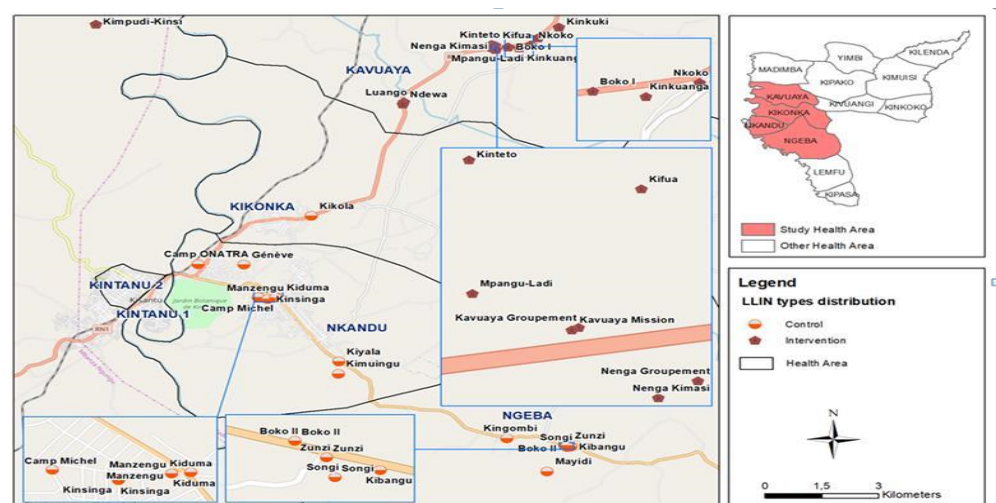 Kimpudi-Kinsi
Kinkuki
Kinteto Kifua Nkoko
Nenga Kimasi Boko I
Mpangu-Ladi Kinkuang
KAVUAYA
Luango Ndewa
Boko I
Nkoko
Kinkuanga
Kinteto
Kifua
Mpangu-Ladi
Kavuaya Groupement Kavuaya Mission
Nenga Groupement
Nenga Kimasi
KIKONKA
Kikola
Camp ONATRA Génève
KINTANU 2
Kisantu
Manzengu Kiduma
Kinsinga
Camp Michel
Jardin Botanique
KINTANU 1
RN1
NKANDU
Kiyala
Kimuingu
NGEBA
Kingombi
Songi Zunzi
Boko II Kibangu
Mayidi
Camp Michel
Manzengu Kiduma
Manzengu Kiduma
Kinsinga Kinsinga
Boko II Boko II
Zunzi Zunzi
Songi Songi
Kibangu
MADIMBA
YIMBI
KILENDA
KIPAKO
KIMUISI
KAVUAYA
KIVUANGI
KINKOKO
KIKONKA
NKANDU
NGEBA
LEMFU
KIPASA
Study Health Area
Other Health Area
Legend
LLIN types distribution
Control
Intervention
Health Area
N
0 1,5 3
Kilometers